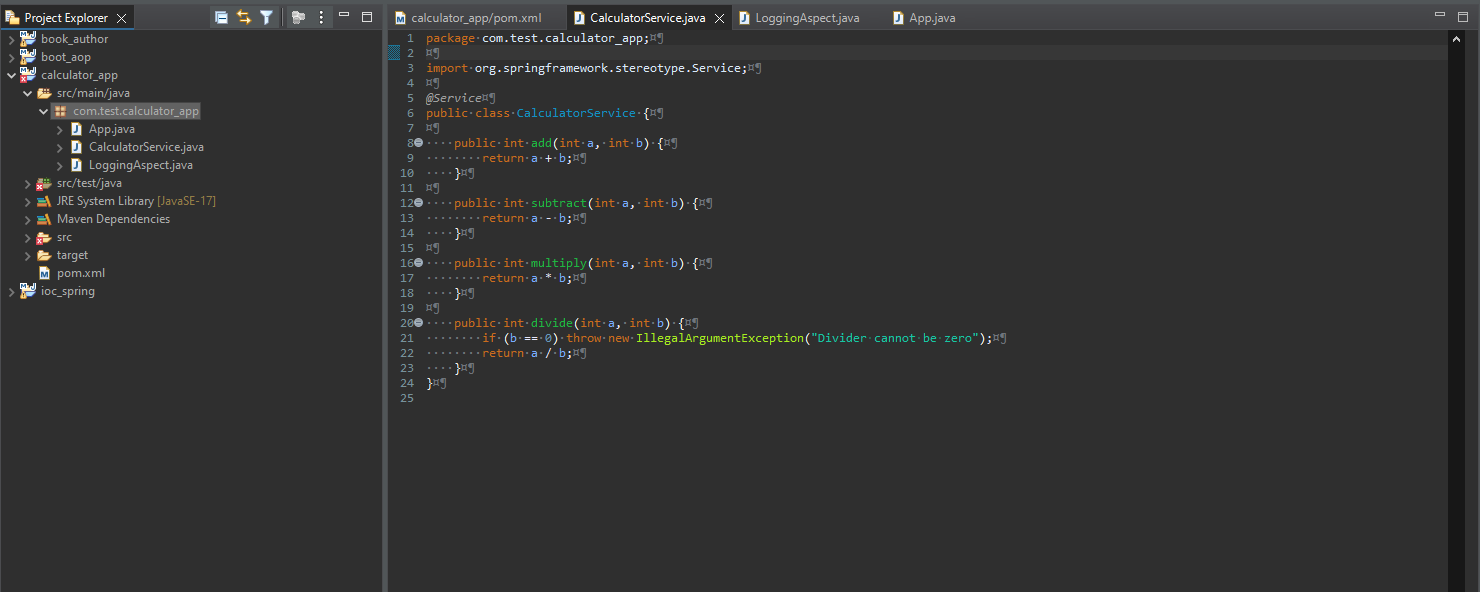 Project Explorer
book_author
boot_aop
calculator_app
src/main/java
com.test.calculator_app
App.java
CalculatorService.java
LoggingAspect.java
src/test/java
JRE System Library [JavaSE-17]
Maven Dependencies
src
target
pom.xml
ioc_spring
calculator_app/pom.xml CalculatorService.java LoggingAspect.java App.java
1 package·com.test.calculator_app;¤¶
2 ¤¶
3 import·org.springframework.stereotype.Service;¤¶
4 ¤¶
5 @Service¤¶
6 public·class·CalculatorService·{¤¶
7 ¤¶
8 ····public·int·add(int·a,·int·b)·{¤¶
9 ········return·a·+·b;¤¶
10 ····}¤¶
11 ¤¶
12 ····public·int·subtract(int·a,·int·b)·{¤¶
13 ········return·a·-·b;¤¶
14 ····}¤¶
15 ¤¶
16 ····public·int·multiply(int·a,·int·b)·{¤¶
17 ········return·a·*·b;¤¶
18 ····}¤¶
19 ¤¶
20 ····public·int·divide(int·a,·int·b)·{¤¶
21 ········if·(b·==·0)·throw·new·IllegalArgumentException("Divider·cannot·be·zero");¤¶
22 ········return·a·/·b;¤¶
23 ····}¤¶
24 }¤¶
25